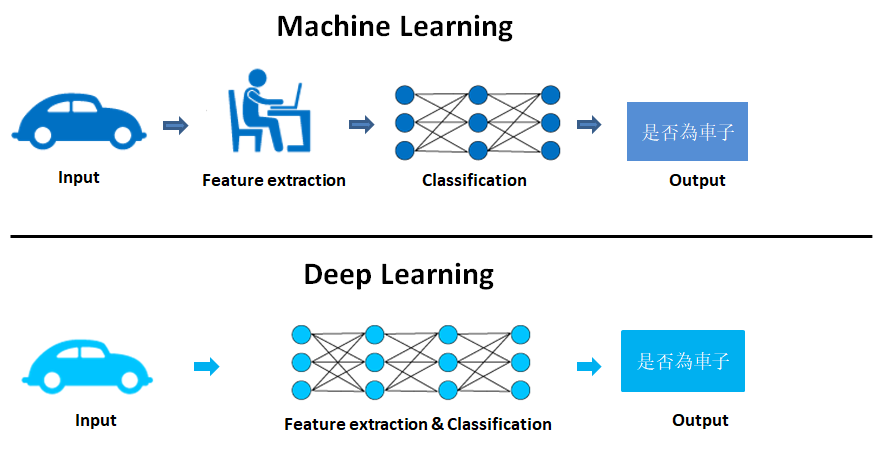 Machine Learning
Input
Feature extraction
Classification
是否為車子
Output
Deep Learning
Input
Feature extraction & Classification
是否為車子
Output